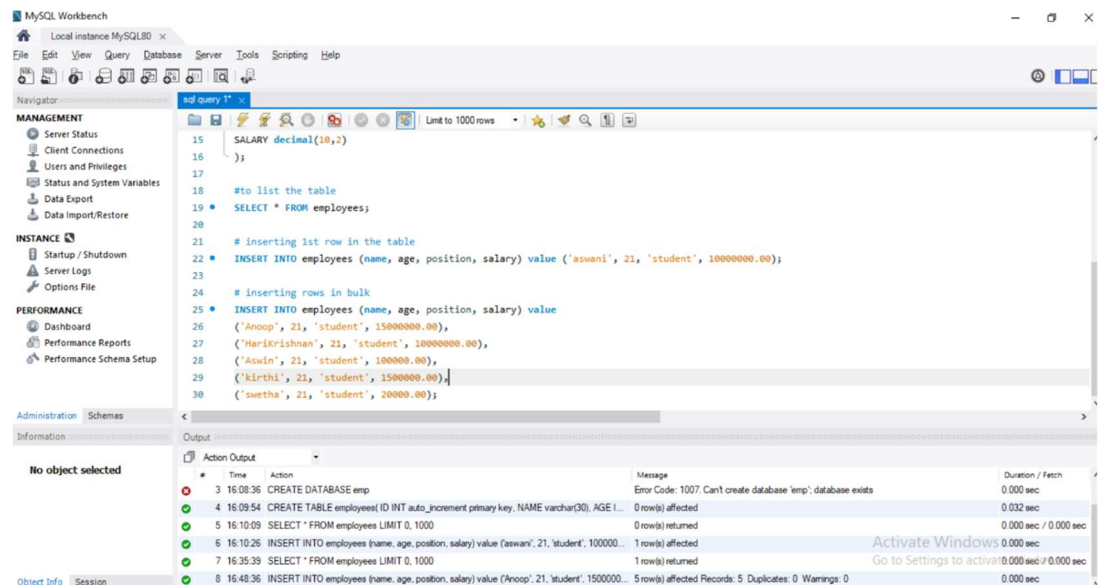 MySQL Workbench
Local instance MySQL80
File Edit View Query Database Server Tools Scripting Help
Navigator
sql query 1*
MANAGEMENT
Server Status
Client Connections
Users and Privileges
Status and System Variables
Data Export
Data Import/Restore
INSTANCE
Startup / Shutdown
Server Logs
Options File
PERFORMANCE
Dashboard
Performance Reports
Performance Schema Setup
Administration Schemas
Information
No object selected
Object Info Session
Limit to 1000 rows
15 SALARY decimal(10,2)
16 );
17
18 #to list the table
19 SELECT * FROM employees;
20
21 # inserting 1st row in the table
22 INSERT INTO employees (name, age, position, salary) value ('aswani', 21, 'student', 10000000.00);
23
24 # inserting rows in bulk
25 INSERT INTO employees (name, age, position, salary) value
26 ('Anoop', 21, 'student', 15000000.00),
27 ('HariKrishnan', 21, 'student', 10000000.00),
28 ('Aswin', 21, 'student', 100000.00),
29 ('kirthi', 21, 'student', 1500000.00),
30 ('swetha', 21, 'student', 20000.00);
Output
Action Output
# Time Action Message Duration / Fetch
3 16:08:36 CREATE DATABASE emp Error Code: 1007. Can't create database 'emp'; database exists 0.000 sec
4 16:09:54 CREATE TABLE employees( ID INT auto_increment primary key, NAME varchar(30), AGE I... 0 row(s) affected 0.032 sec
5 16:10:09 SELECT * FROM employees LIMIT 0, 1000 0 row(s) returned 0.000 sec / 0.000 sec
6 16:10:26 INSERT INTO employees (name, age, position, salary) value ('aswani', 21, 'student', 100000... 1 row(s) affected 0.000 sec
7 16:35:39 SELECT * FROM employees LIMIT 0, 1000 1 row(s) returned 0.000 sec / 0.000 sec
8 16:48:36 INSERT INTO employees (name, age, position, salary) value ('Anoop', 21, 'student', 1500000... 5 row(s) affected Records: 5 Duplicates: 0 Warnings: 0 0.000 sec
Activate Windows
Go to Settings to activate